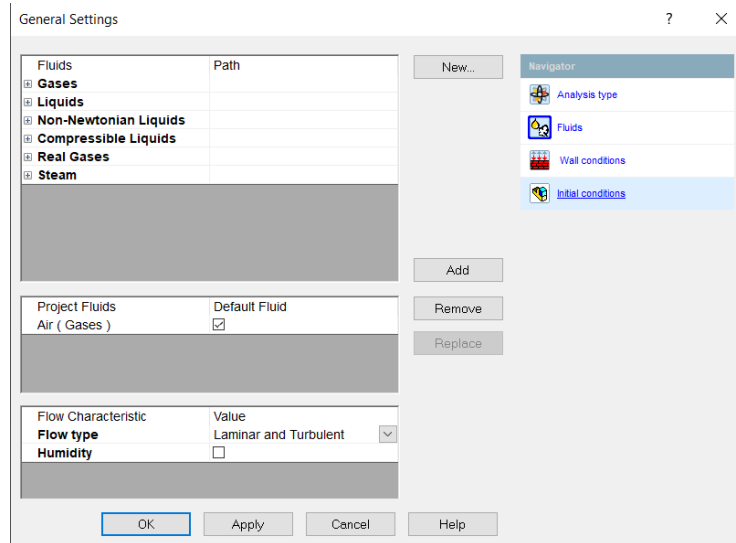 General Settings
?
Fluids Path
Gases
Liquids
Non-Newtonian Liquids
Compressible Liquids
Real Gases
Steam
New...
Add
Navigator
Analysis type
Fluids
Wall conditions
Initial conditions
Project Fluids Default Fluid
Air ( Gases )
Remove
Replace
Flow Characteristic Value
Flow type Laminar and Turbulent
Humidity
OK Apply Cancel Help